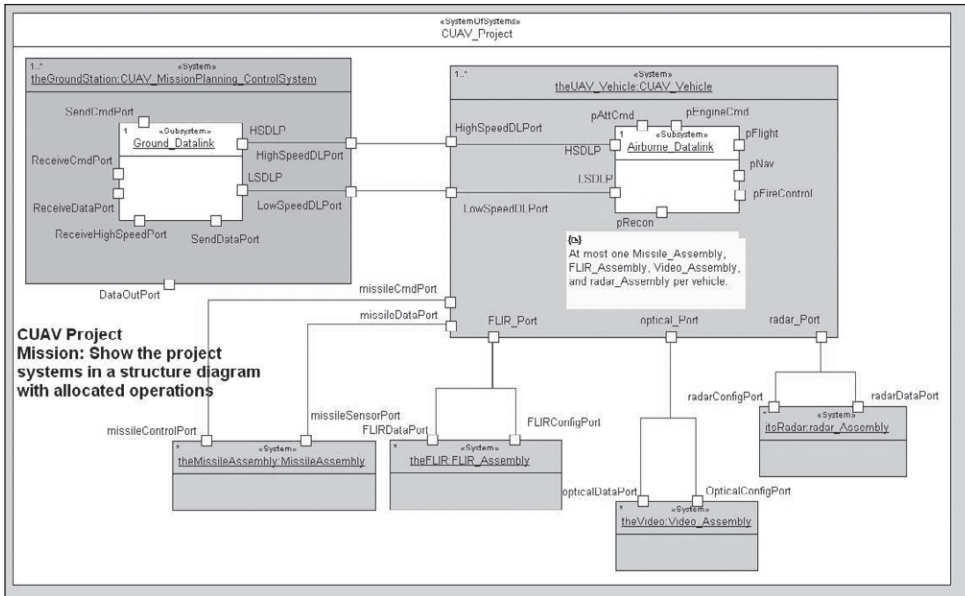 «SystemOfSystems»
CUAV_Project
1..*
«System»
theGroundStation:CUAV_MissionPlanning_ControlSystem
SendCmdPort
1
«Subsystem»
Ground_Datalink
HSDLP
HighSpeedDLPort
ReceiveCmdPort
LSDLP
ReceiveDataPort
LowSpeedDLPort
ReceiveHighSpeedPort
SendDataPort
DataOutPort
1..*
«System»
theUAV_Vehicle:CUAV_Vehicle
pAttCmd
pEngineCmd
HighSpeedDLPort
1
«Subsystem»
Airborne_Datalink
pFlight
HSDLP
pNav
LSDLP
pFireControl
LowSpeedDLPort
pRecon
At most one Missile_Assembly,
FLIR_Assembly, Video_Assembly,
and radar_Assembly per vehicle.
missileCmdPort
missileDataPort
FLIR_Port
optical_Port
radar_Port
CUAV Project
Mission: Show the project
systems in a structure diagram
with allocated operations
missileControlPort
missileSensorPort
*
«System»
theMissileAssembly:MissileAssembly
FLIRDataPort
FLIRConfigPort
*
«System»
theFLIR:FLIR_Assembly
opticalDataPort
OpticalConfigPort
*
«System»
theVideo:Video_Assembly
radarConfigPort
radarDataPort
*
«System»
itsRadar:radar_Assembly